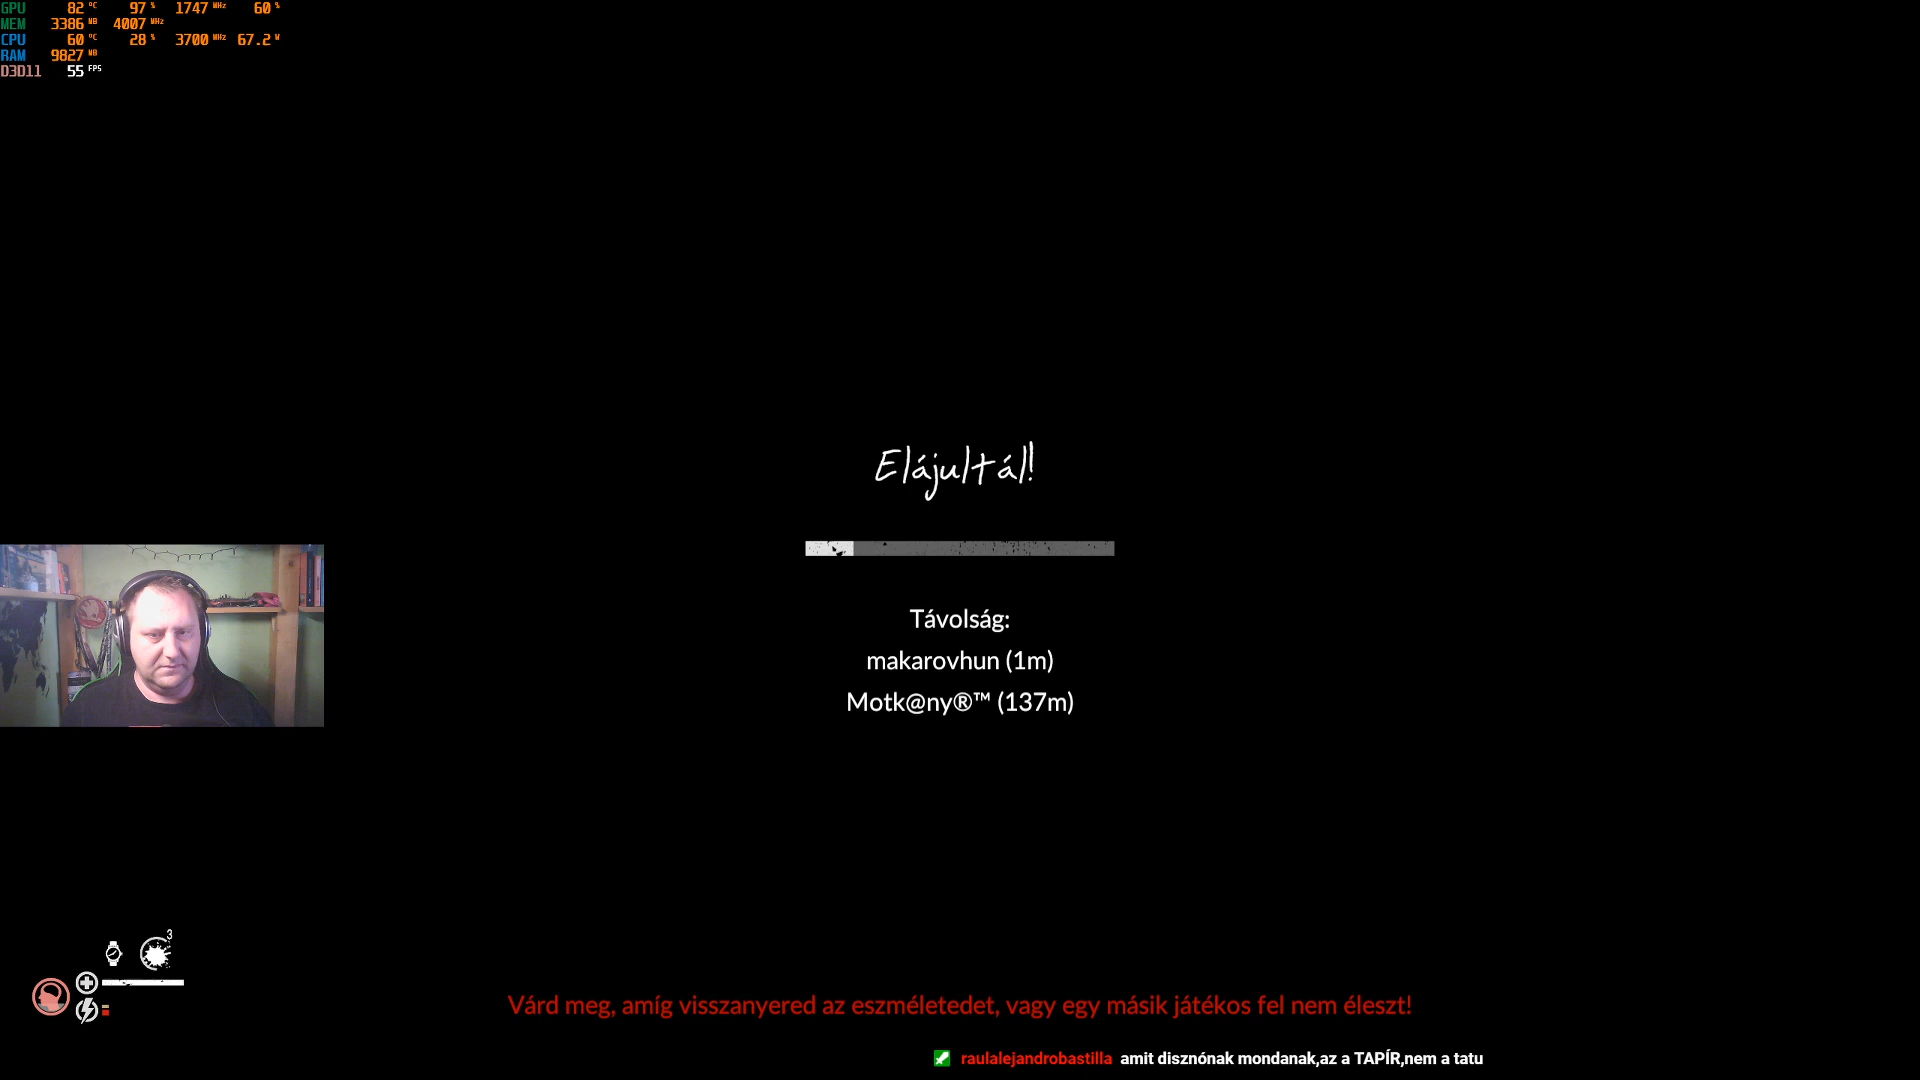 GPU 82 °C 97 % 1747 MHz 60 %
MEM 3386 MB 4007 MHz
CPU 60 °C 28 % 3700 MHz 67.2 W
RAM 9827 MB
D3D11 55 FPS
Elájultál!
Távolság:
makarovhun (1m)
Motk@ny®™ (137m)
3
Várd meg, amíg visszanyered az eszméletedet, vagy egy másik játékos fel nem éleszt!
raulalejandrobastilla amit disznónak mondanak,az a TAPÍR,nem a tatu